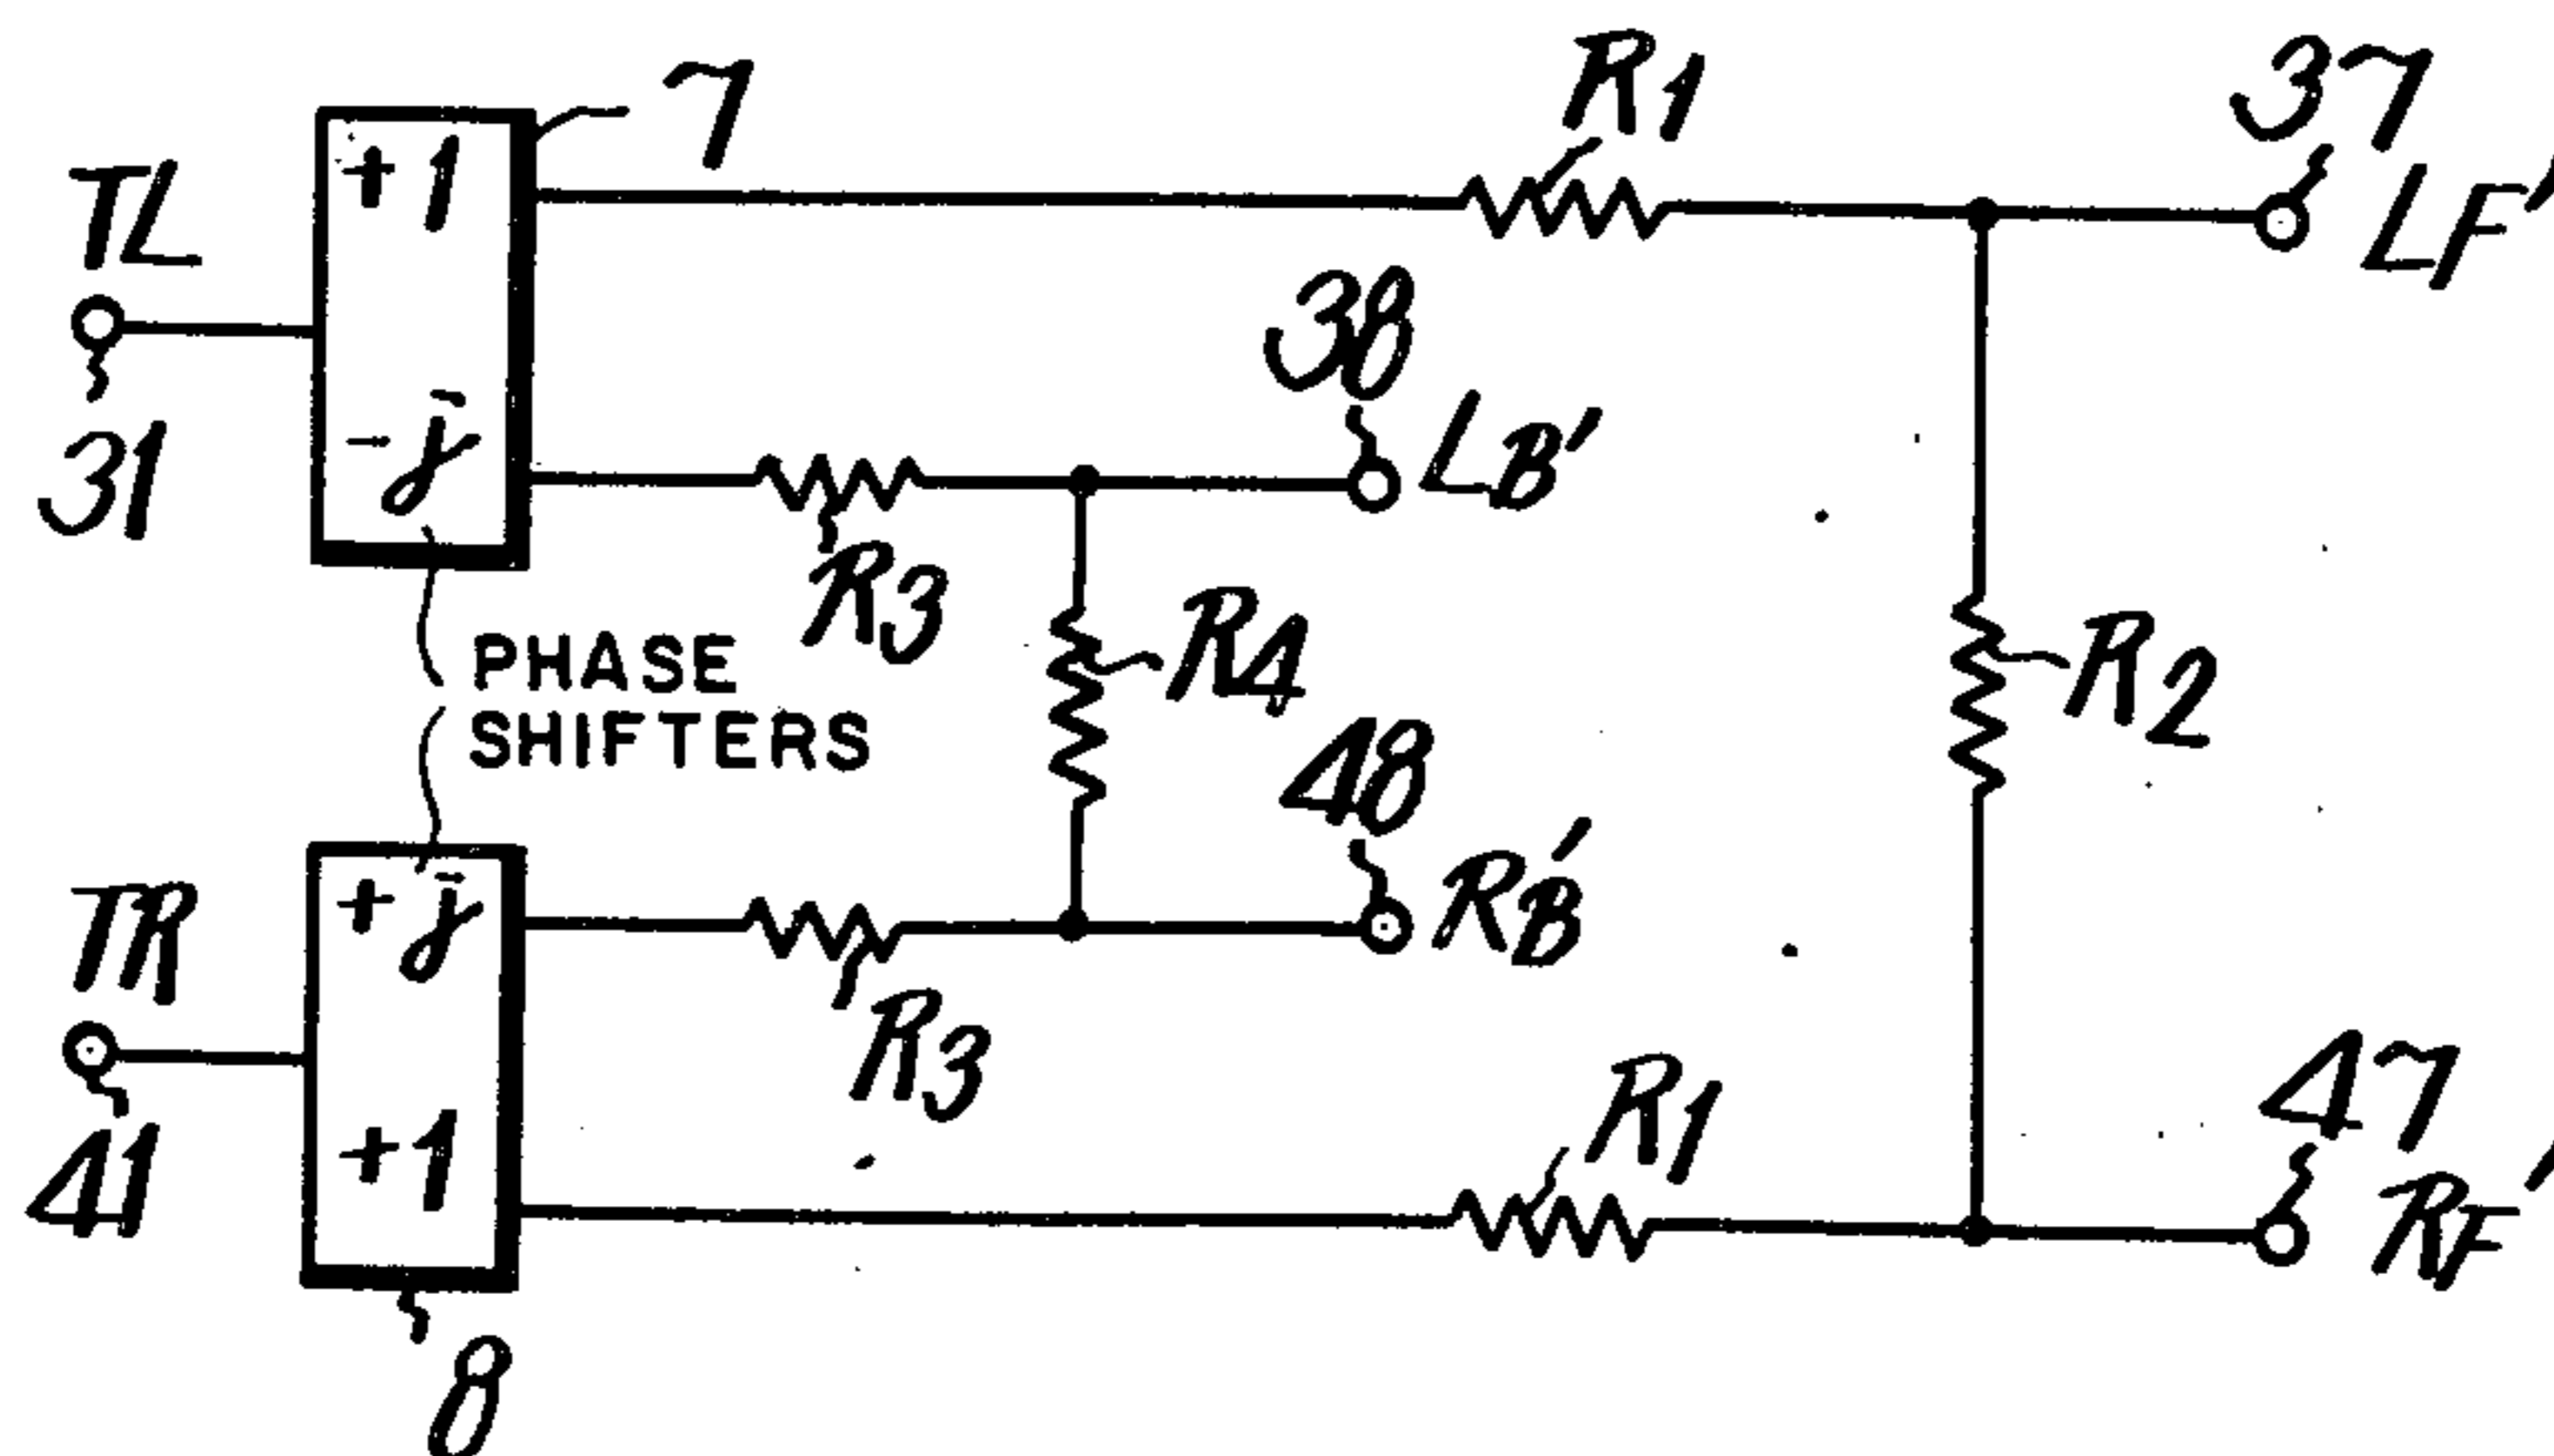 7
R1
37
+1
TL
LF'
38
LB'
-j
31
R3
R4
R2
PHASE
SHIFTERS
48
RB'
TR
+j
R3
R1
47
41
+1
RF'
8